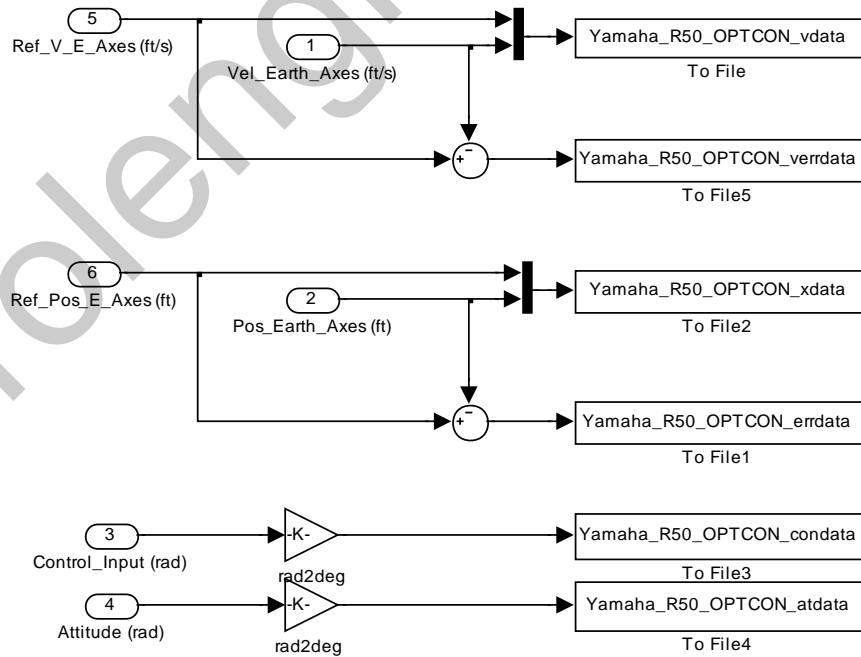 5
Ref_V_E_Axes (ft/s)
1
Vel_Earth_Axes (ft/s)
Yamaha_R50_OPTCON_vdata
To File
+
−
Yamaha_R50_OPTCON_verrdata
To File5
6
Ref_Pos_E_Axes (ft)
2
Pos_Earth_Axes (ft)
Yamaha_R50_OPTCON_xdata
To File2
+
−
Yamaha_R50_OPTCON_errdata
To File1
3
Control_Input (rad)
-K-
rad2deg
Yamaha_R50_OPTCON_condata
To File3
4
Attitude (rad)
-K-
rad2deg
Yamaha_R50_OPTCON_atdata
To File4